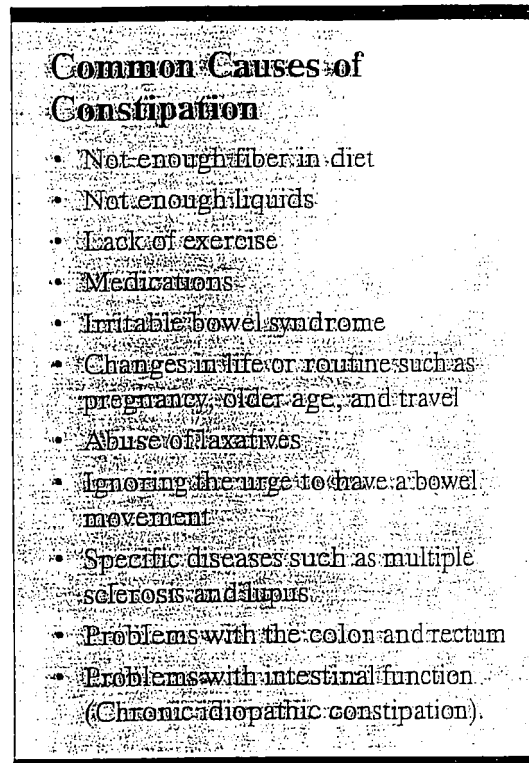 Common Causes of
Constipation
• Not enough fiber in diet
• Not enough liquids
• Lack of exercise
• Medications
• Irritable bowel syndrome
• Changes in life or routine such as
pregnancy, older age, and travel
• Abuse of laxatives
• Ignoring the urge to have a bowel
movement
• Specific diseases such as multiple
sclerosis and lupus
• Problems with the colon and rectum
• Problems with intestinal function
(Chronic idiopathic constipation).